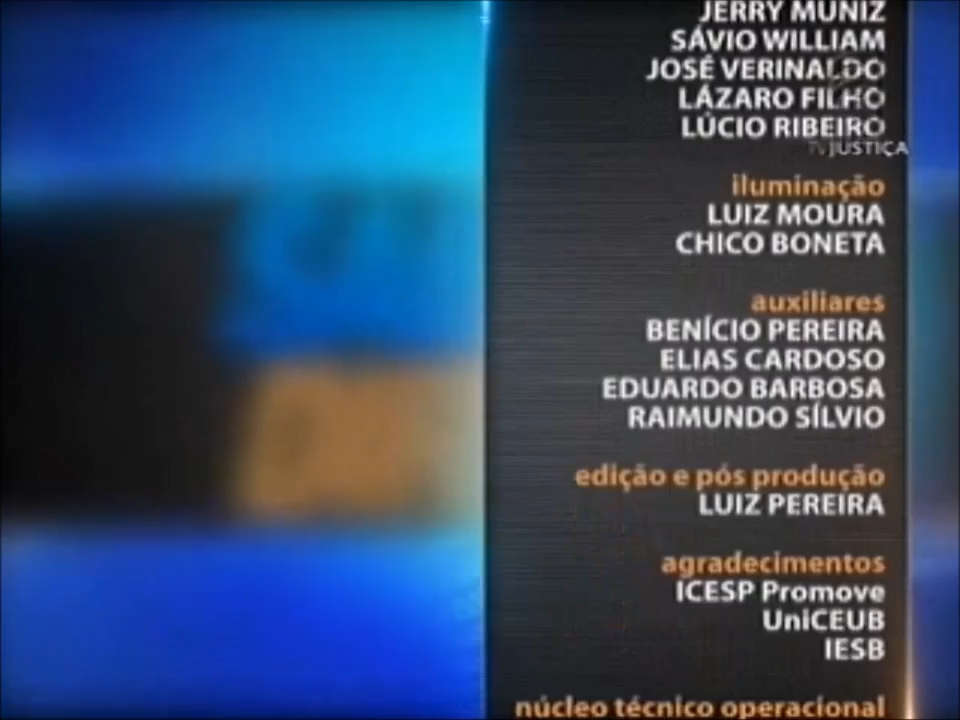 JERRY MUNIZ
SÁVIO WILLIAM
JOSÉ VERINALDO
LÁZARO FILHO
LÚCIO RIBEIRO
TV JUSTIÇA
iluminação
LUIZ MOURA
CHICO BONETA
auxiliares
BENÍCIO PEREIRA
ELIAS CARDOSO
EDUARDO BARBOSA
RAIMUNDO SÍLVIO
edição e pós produção
LUIZ PEREIRA
agradecimentos
ICESP Promove
UniCEUB
IESB
núcleo técnico operacional